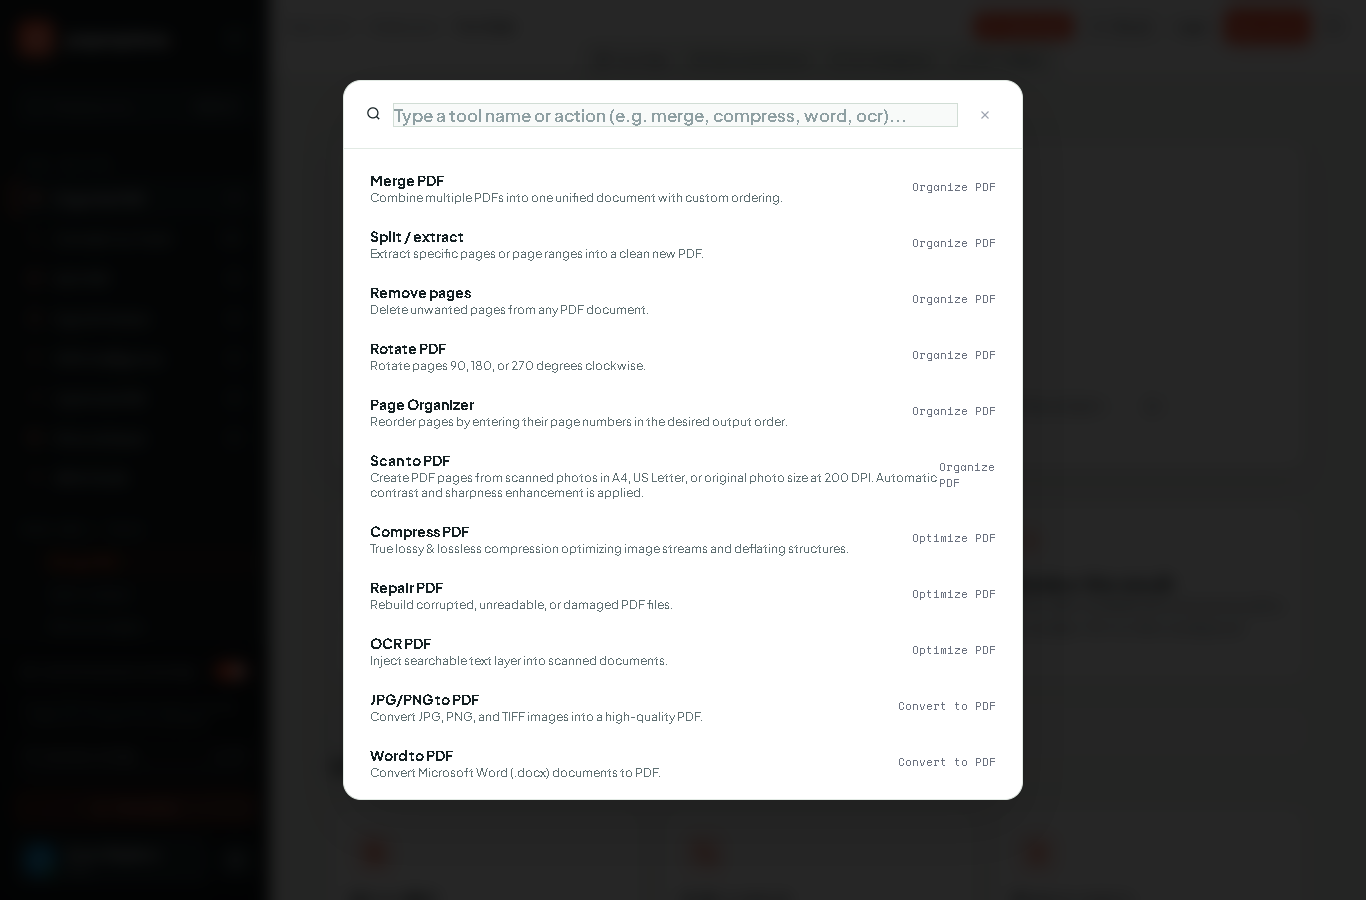 Type a tool name or action (e.g. merge, compress, word, ocr)...
×
Merge PDF
Combine multiple PDFs into one unified document with custom ordering.
Organize PDF
Split / extract
Extract specific pages or page ranges into a clean new PDF.
Organize PDF
Remove pages
Delete unwanted pages from any PDF document.
Organize PDF
Rotate PDF
Rotate pages 90, 180, or 270 degrees clockwise.
Organize PDF
Page Organizer
Reorder pages by entering their page numbers in the desired output order.
Organize PDF
Scan to PDF
Create PDF pages from scanned photos in A4, US Letter, or original photo size at 200 DPI. Automatic
contrast and sharpness enhancement is applied.
Organize
PDF
Compress PDF
True lossy & lossless compression optimizing image streams and deflating structures.
Optimize PDF
Repair PDF
Rebuild corrupted, unreadable, or damaged PDF files.
Optimize PDF
OCR PDF
Inject searchable text layer into scanned documents.
Optimize PDF
JPG/PNG to PDF
Convert JPG, PNG, and TIFF images into a high-quality PDF.
Convert to PDF
Word to PDF
Convert Microsoft Word (.docx) documents to PDF.
Convert to PDF